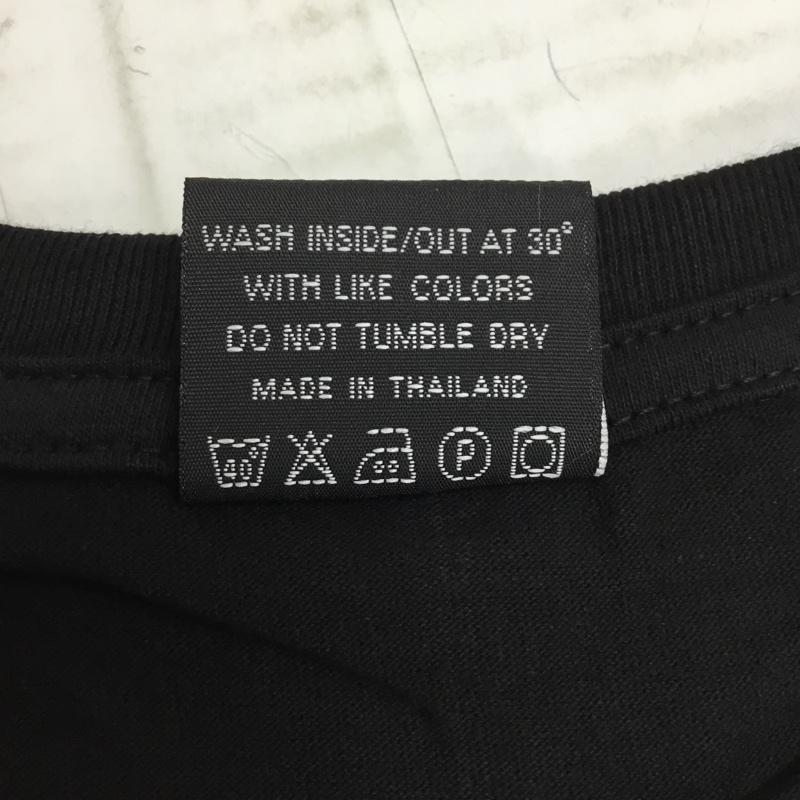 WASH INSIDE/OUT AT 30°
WITH LIKE COLORS
DO NOT TUMBLE DRY
MADE IN THAILAND
40° P